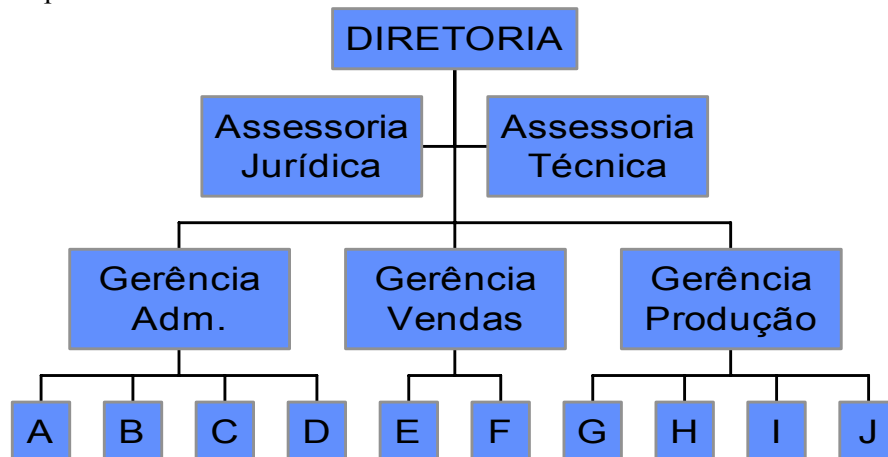 DIRETORIA
Assessoria
Jurídica
Assessoria
Técnica
Gerência
Adm.
Gerência
Vendas
Gerência
Produção
A
B
C
D
E
F
G
H
I
J